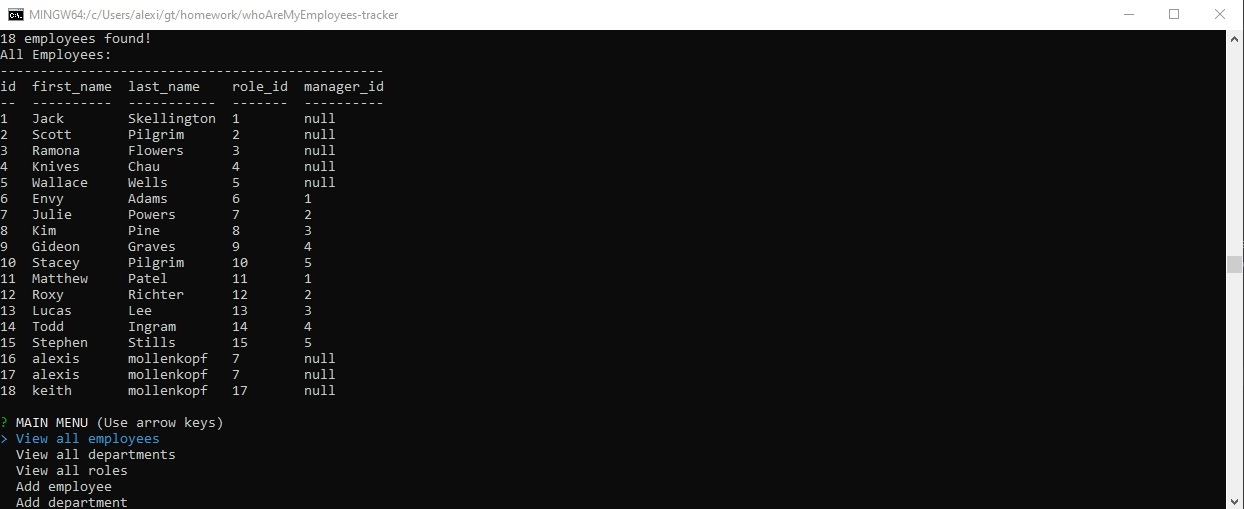 MINGW64:/c/Users/alexi/gt/homework/whoAreMyEmployees-tracker
18 employees found!
All Employees:
------------------------------------------------
id  first_name  last_name    role_id  manager_id
--  ----------  -----------  -------  ----------
1   Jack        Skellington  1        null
2   Scott       Pilgrim      2        null
3   Ramona      Flowers      3        null
4   Knives      Chau         4        null
5   Wallace     Wells        5        null
6   Envy        Adams        6        1
7   Julie       Powers       7        2
8   Kim         Pine         8        3
9   Gideon      Graves       9        4
10  Stacey      Pilgrim      10       5
11  Matthew     Patel        11       1
12  Roxy        Richter      12       2
13  Lucas       Lee          13       3
14  Todd        Ingram       14       4
15  Stephen     Stills       15       5
16  alexis      mollenkopf   7        null
17  alexis      mollenkopf   7        null
18  keith       mollenkopf   17       null
? MAIN MENU (Use arrow keys)
> View all employees
  View all departments
  View all roles
  Add employee
  Add department